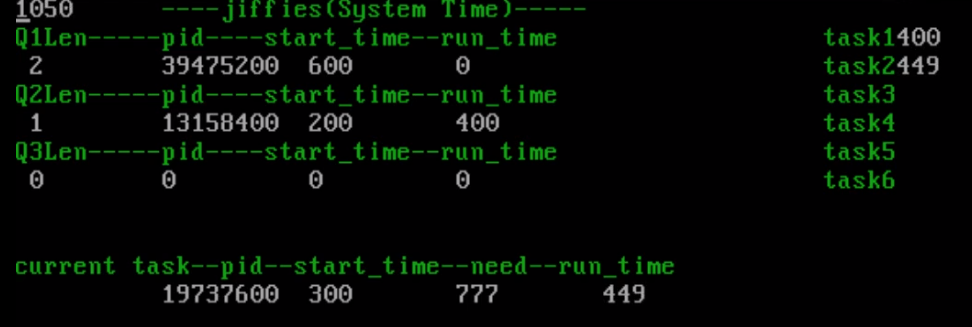 1050 ----jiffies(System Time)-----
Q1Len-----pid----start_time--run_time task1400
2 39475200 600 0 task2449
Q2Len-----pid----start_time--run_time task3
1 13158400 200 400 task4
Q3Len-----pid----start_time--run_time task5
0 0 0 0 task6
current task--pid--start_time--need--run_time
19737600 300 777 449